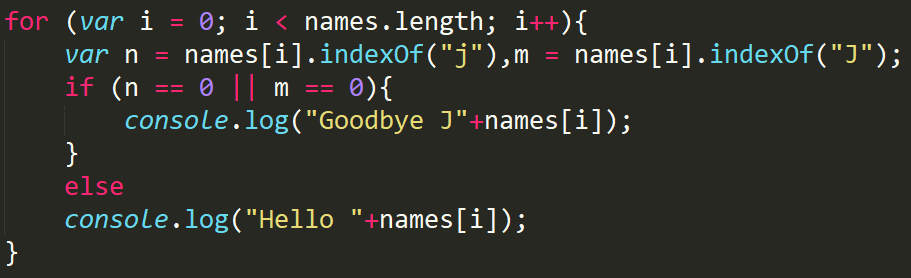 for (var i = 0; i < names.length; i++){
    var n = names[i].indexOf("j"),m = names[i].indexOf("J");
    if (n == 0 || m == 0){
        console.log("Goodbye J"+names[i]);
    }
    else
    console.log("Hello "+names[i]);
}